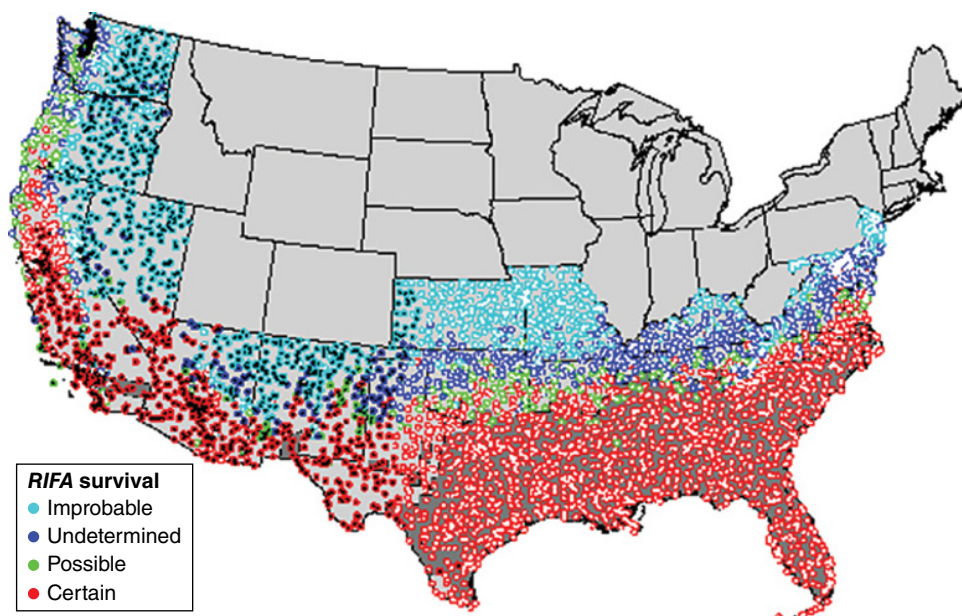 RIFA survival
Improbable
Undetermined
Possible
Certain